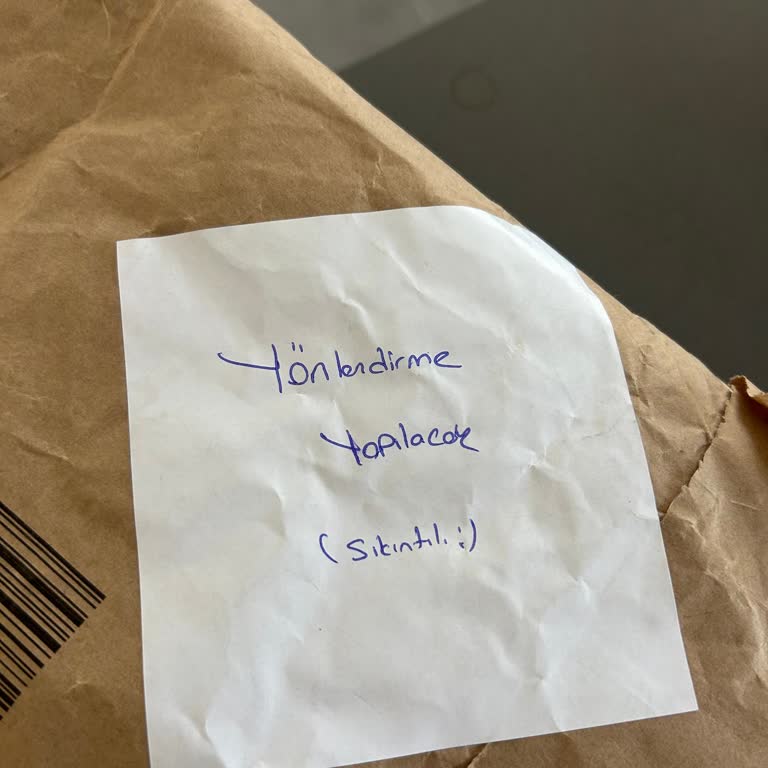 Yönlendirme
Yapılacak
(Sıkıntılı :)